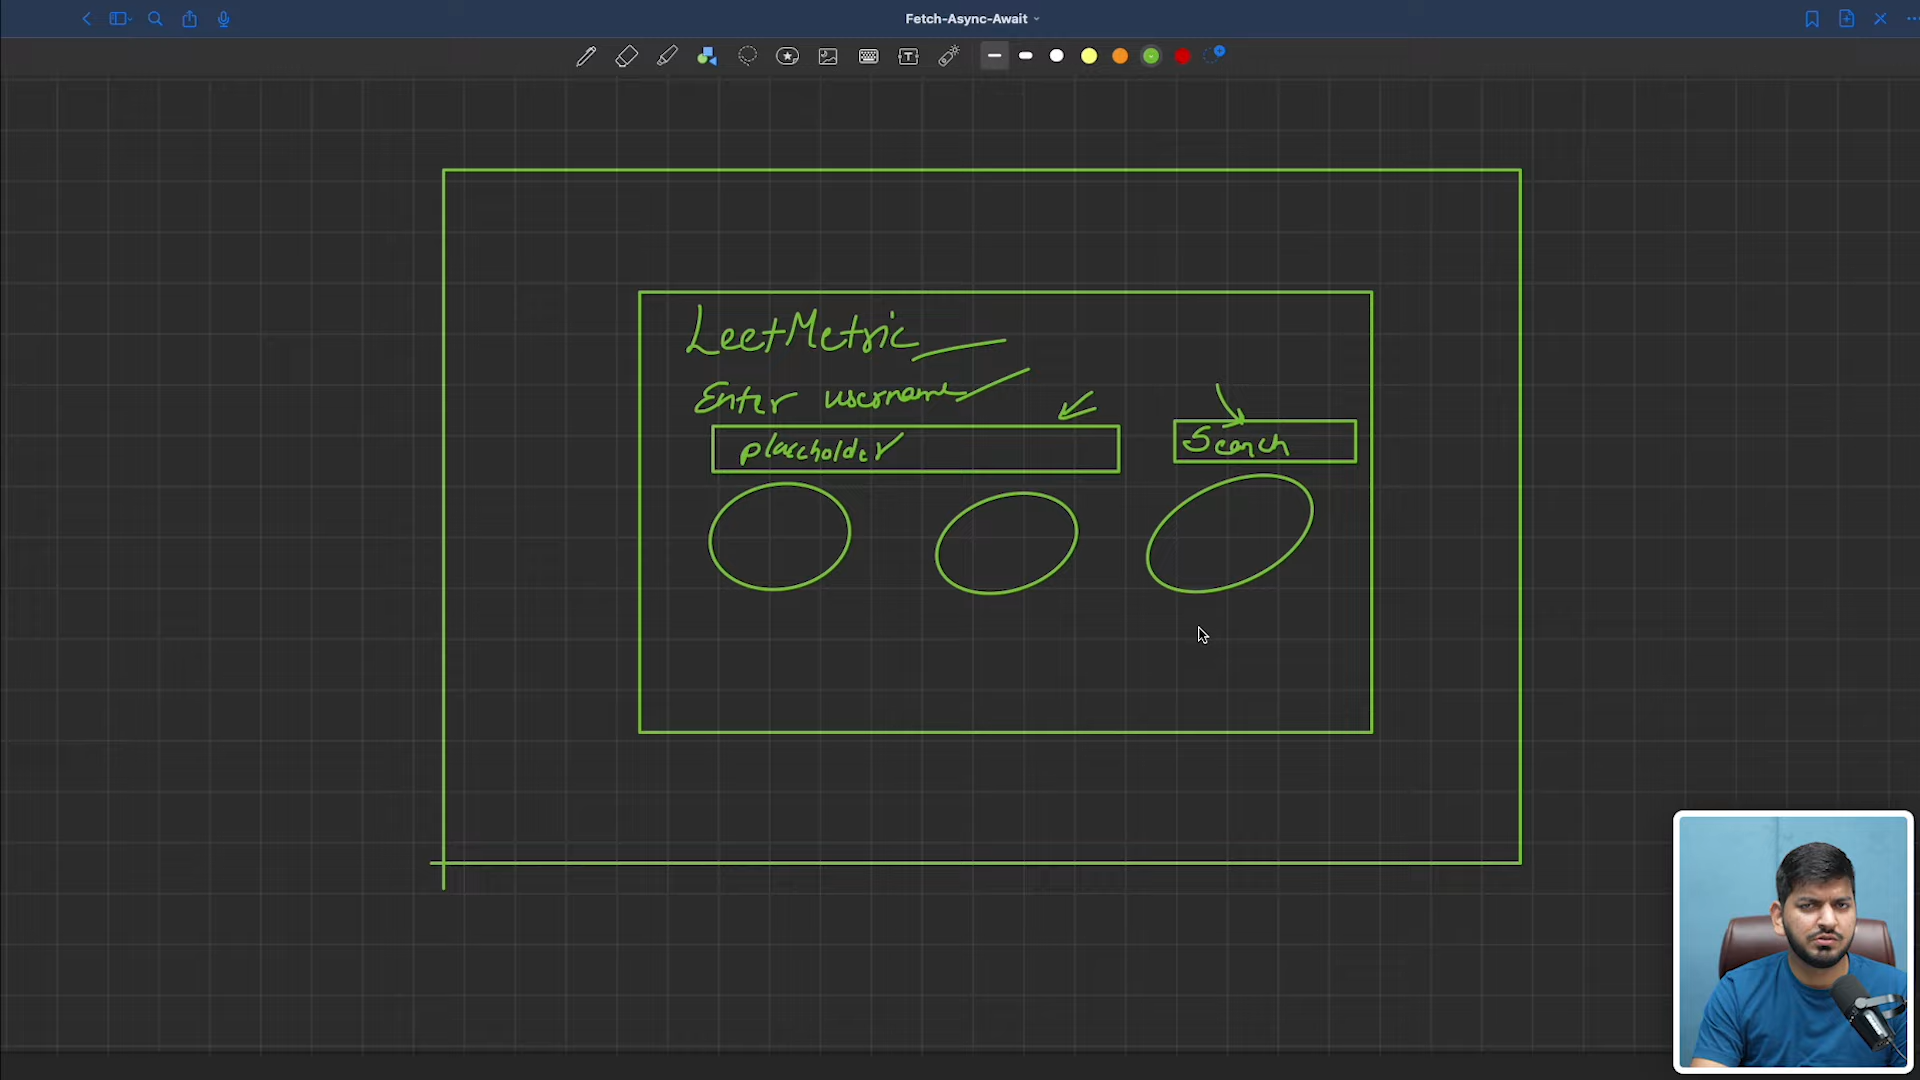 Fetch-Async-Await
LeetMetric
Enter username
placeholder
Search